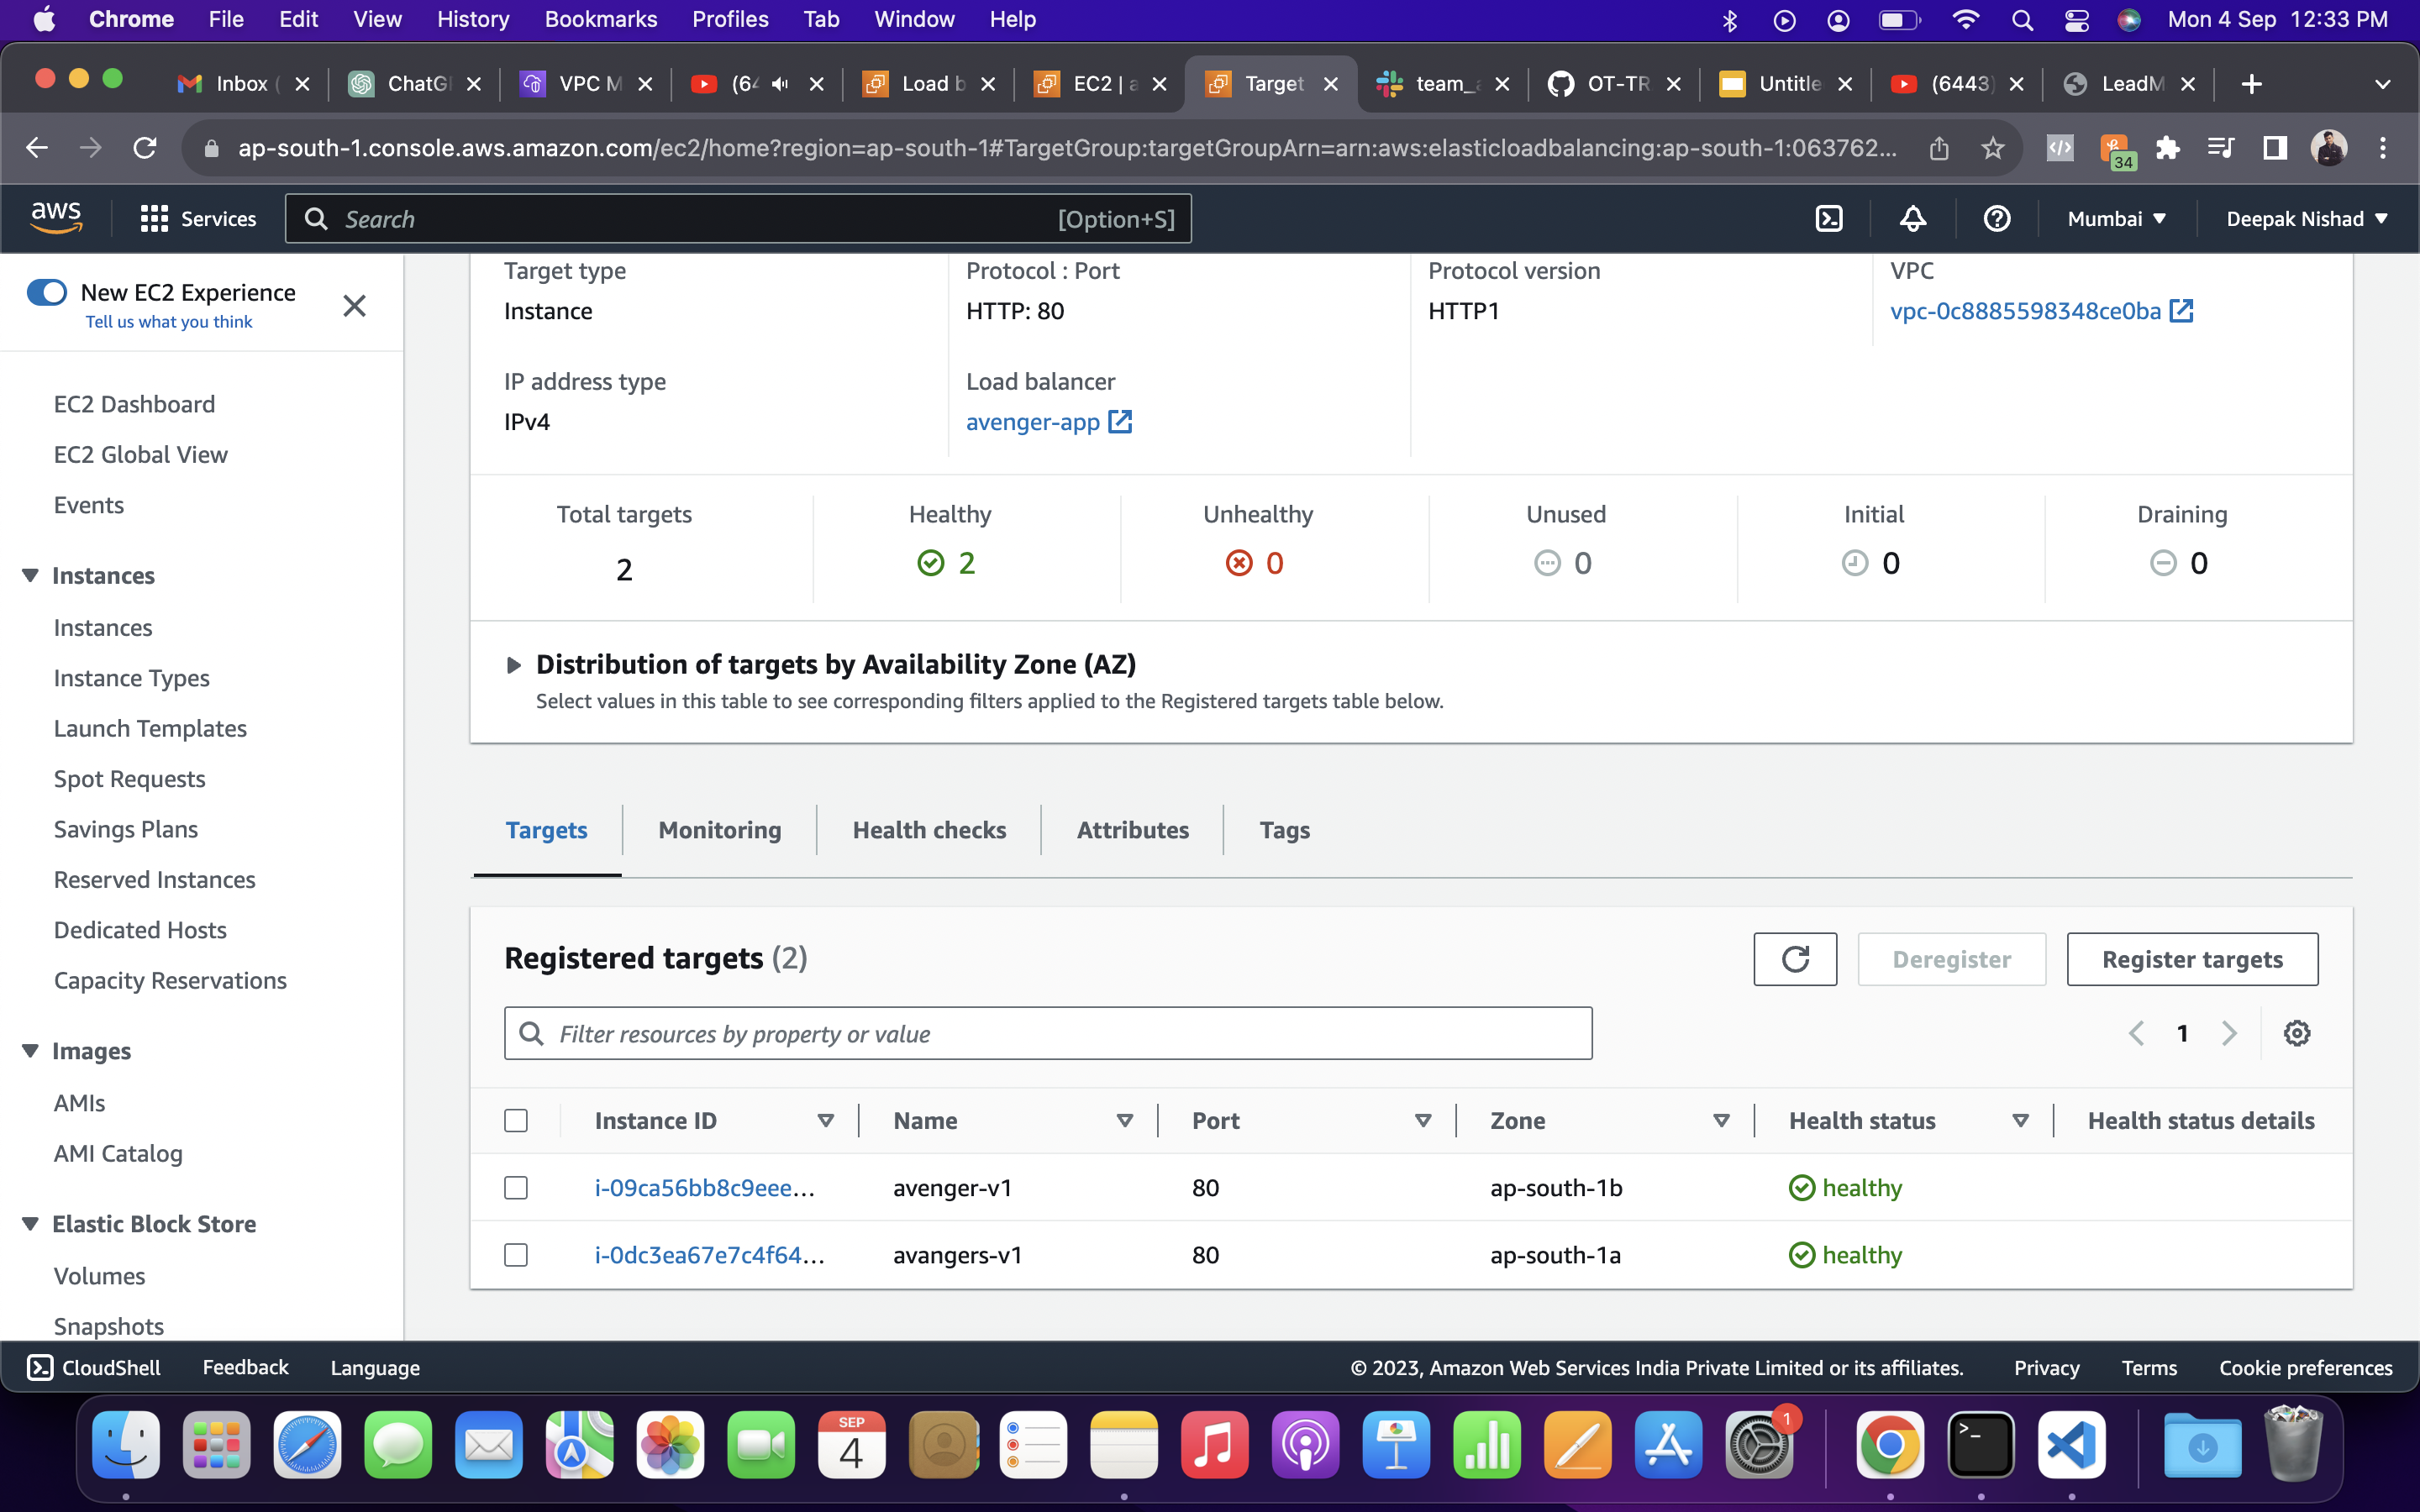 Chrome File Edit View History Bookmarks Profiles Tab Window Help Mon 4 Sep 12:33 PM
Inbox ( ChatG VPC M (64 Load b EC2 | a Target team_a OT-TR Untitle (6443) LeadM
ap-south-1.console.aws.amazon.com/ec2/home?region=ap-south-1#TargetGroup:targetGroupArn=arn:aws:elasticloadbalancing:ap-south-1:063762... 34
aws Services Search [Option+S] Mumbai Deepak Nishad
New EC2 Experience
Tell us what you think
EC2 Dashboard
EC2 Global View
Events
Instances
Instances
Instance Types
Launch Templates
Spot Requests
Savings Plans
Reserved Instances
Dedicated Hosts
Capacity Reservations
Images
AMIs
AMI Catalog
Elastic Block Store
Volumes
Snapshots
Target type Protocol : Port Protocol version VPC
Instance HTTP: 80 HTTP1 vpc-0c8885598348ce0ba
IP address type Load balancer
IPv4 avenger-app
Total targets Healthy Unhealthy Unused Initial Draining
2 2 0 0 0 0
Distribution of targets by Availability Zone (AZ)
Select values in this table to see corresponding filters applied to the Registered targets table below.
Targets Monitoring Health checks Attributes Tags
Registered targets (2) Deregister Register targets
Filter resources by property or value 1
Instance ID Name Port Zone Health status Health status details
i-09ca56bb8c9eee... avenger-v1 80 ap-south-1b healthy
i-0dc3ea67e7c4f64... avangers-v1 80 ap-south-1a healthy
CloudShell Feedback Language © 2023, Amazon Web Services India Private Limited or its affiliates. Privacy Terms Cookie preferences
SEP
4
1